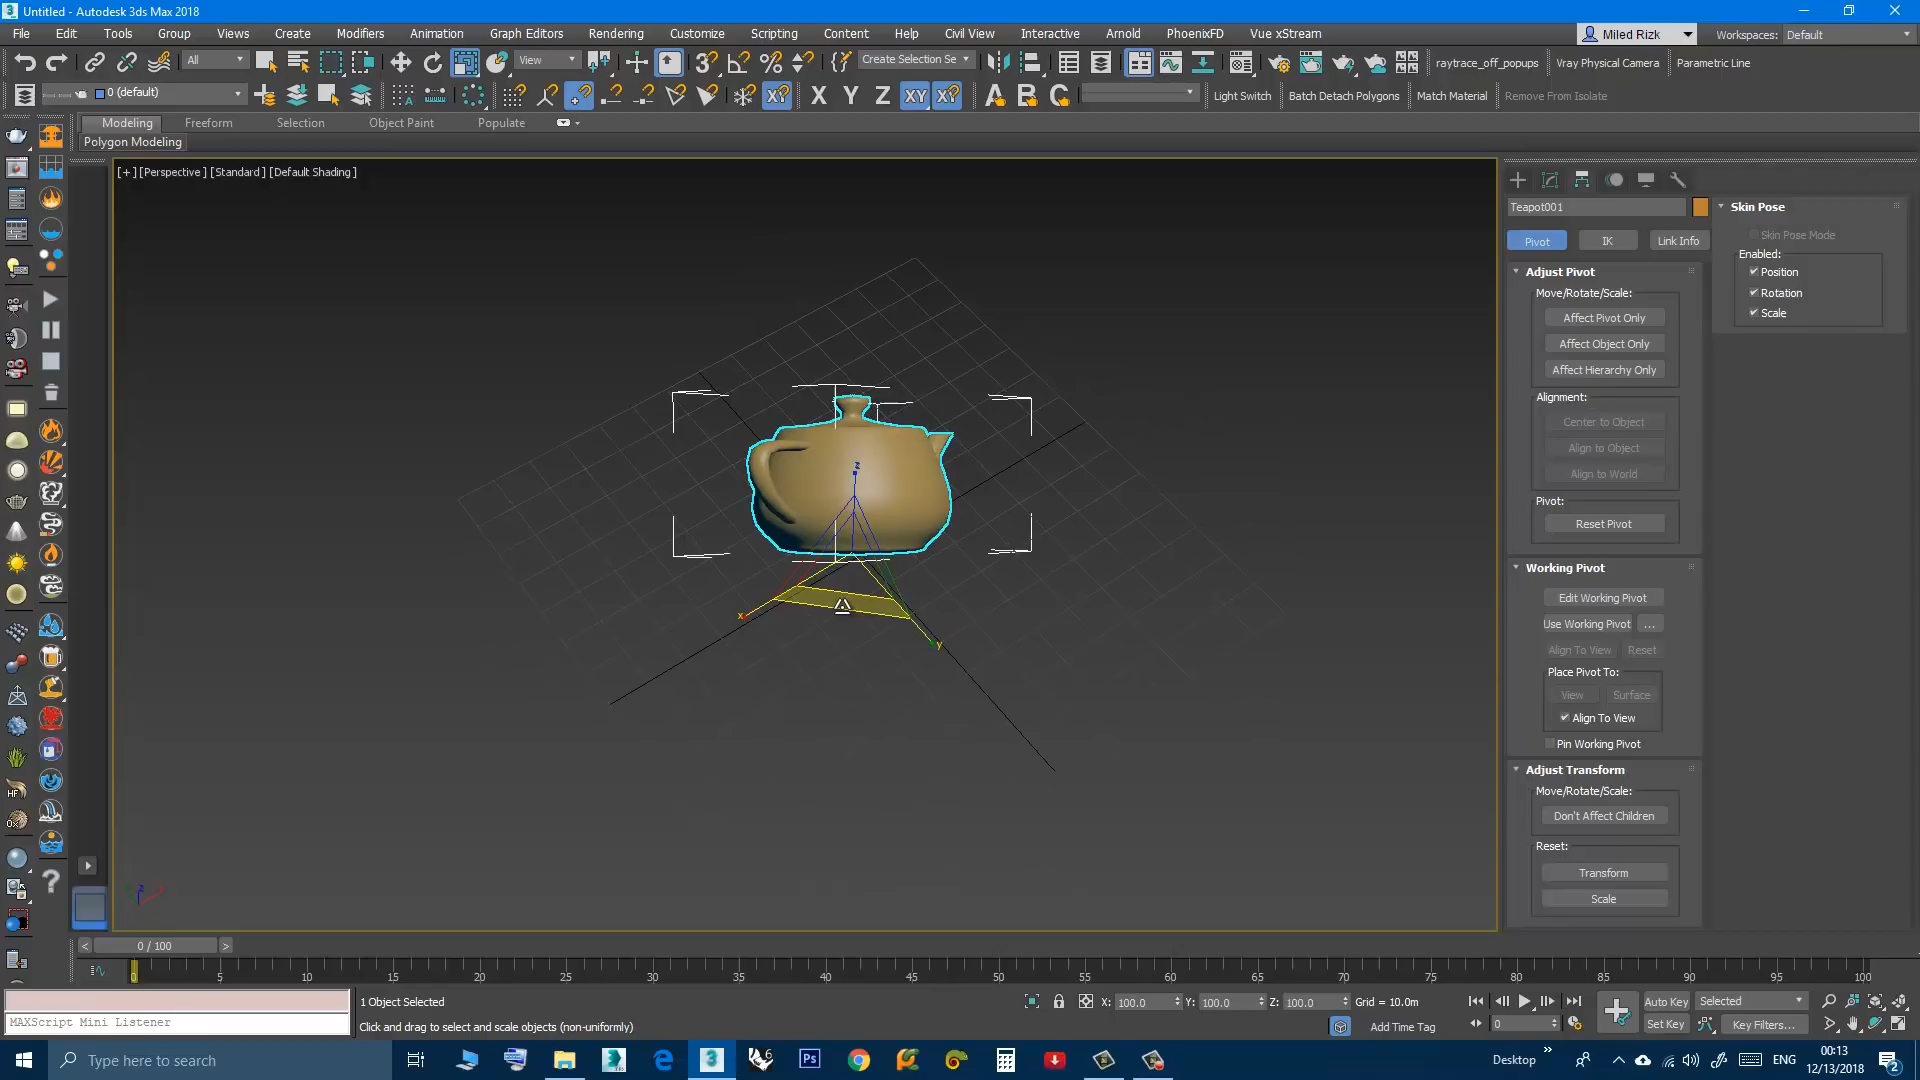 Untitled - Autodesk 3ds Max 2018
File Edit Tools Group Views Create Modifiers Animation Graph Editors Rendering Customize Scripting Content Help Civil View Interactive Arnold PhoenixFD Vue xStream Miled Rizk Workspaces: Default
All View Create Selection Se raytrace_off_popups Vray Physical Camera Parametric Line
0 (default) X Y Z XY XY A B C Light Switch Batch Detach Polygons Match Material Remove From Isolate
Modeling Freeform Selection Object Paint Populate
Polygon Modeling
[+] [Perspective ] [Standard ] [Default Shading ]
Teapot001
Pivot IK Link Info
Adjust Pivot
Move/Rotate/Scale:
Affect Pivot Only
Affect Object Only
Affect Hierarchy Only
Alignment:
Center to Object
Align to Object
Align to World
Pivot:
Reset Pivot
Working Pivot
Edit Working Pivot
Use Working Pivot ...
Align To View Reset
Place Pivot To:
View Surface
Align To View
Pin Working Pivot
Adjust Transform
Move/Rotate/Scale:
Don't Affect Children
Reset:
Transform
Scale
Skin Pose
Skin Pose Mode
Enabled:
Position
Rotation
Scale
z
x
y
z
< 0 / 100 >
0 5 10 15 20 25 30 35 40 45 50 55 60 65 70 75 80 85 90 95 100
MAXScript Mini Listener
1 Object Selected
Click and drag to select and scale objects (non-uniformly)
X: 100.0 Y: 100.0 Z: 100.0 Grid = 10.0m
Add Time Tag
0
Auto Key Selected
Set Key Key Filters...
Type here to search
Desktop ENG
00:13
12/13/2018
2